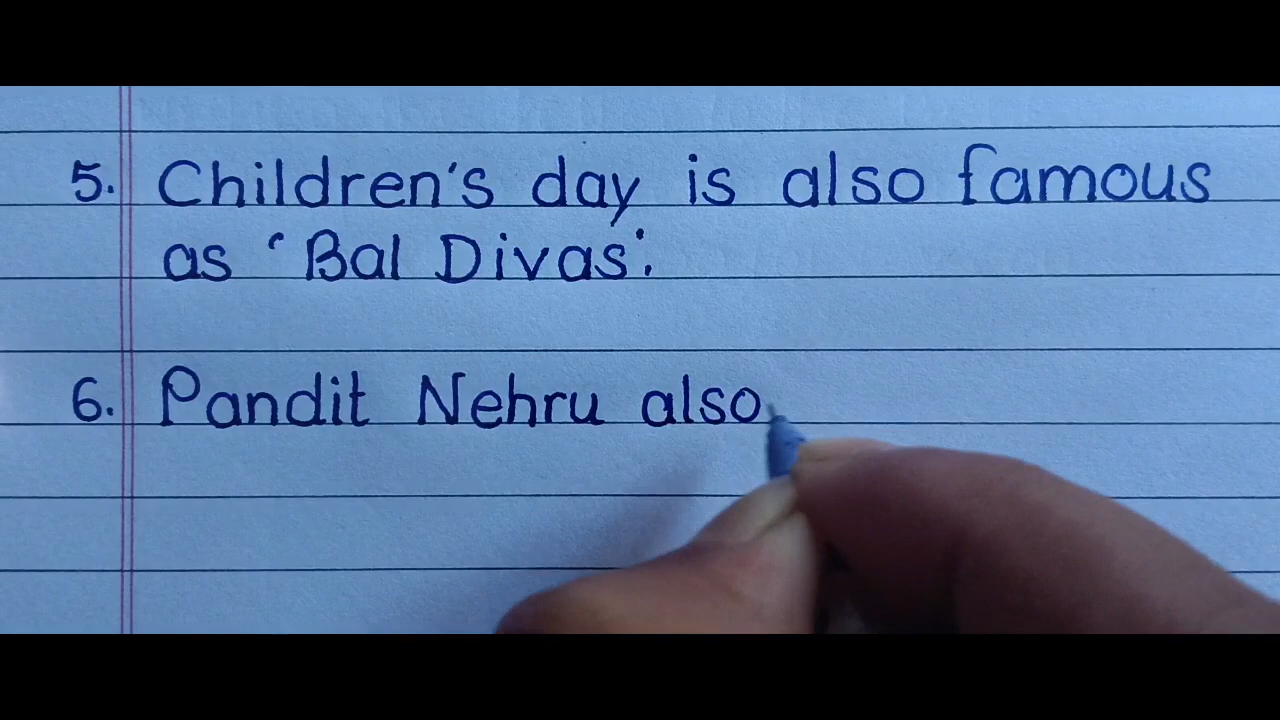 5. Children's day is also famous
as 'Bal Divas'.
6. Pandit Nehru also